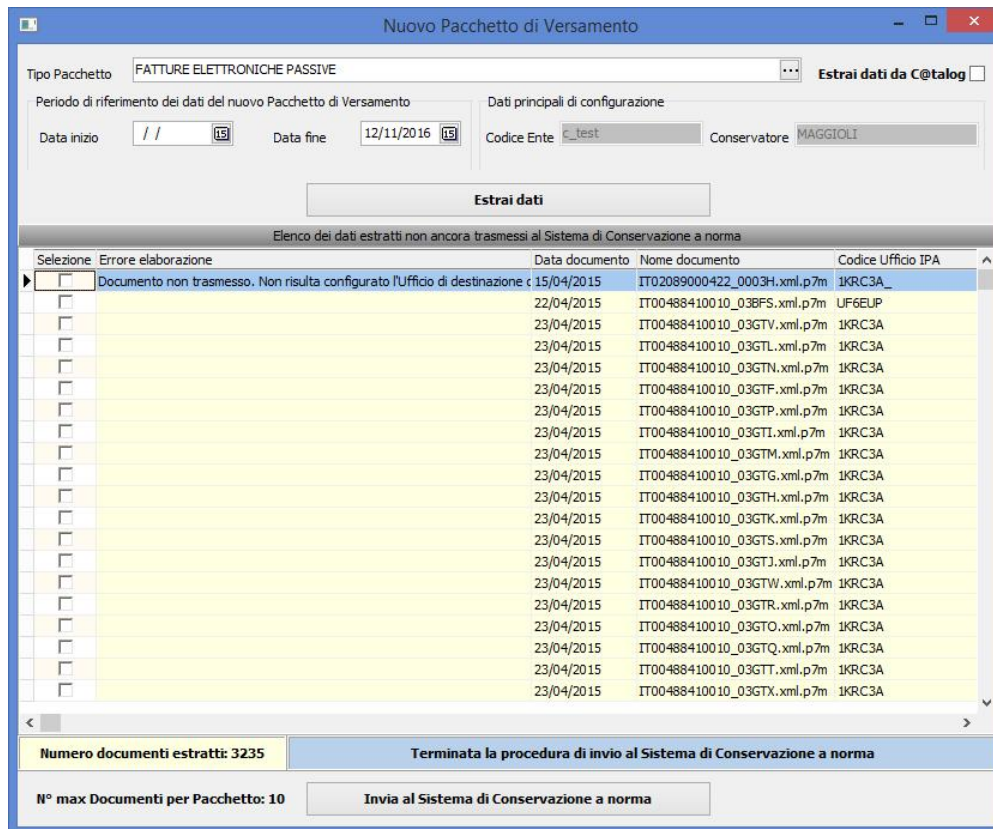 Nuovo Pacchetto di Versamento
Tipo Pacchetto FATTURE ELETTRONICHE PASSIVE ... Estrai dati da C@talog
Periodo di riferimento dei dati del nuovo Pacchetto di Versamento Dati principali di configurazione
Data inizio / / 15 Data fine 12/11/2016 15 Codice Ente c_test Conservatore MAGGIOLI
Estrai dati
Elenco dei dati estratti non ancora trasmessi al Sistema di Conservazione a norma
Selezione Errore elaborazione Data documento Nome documento Codice Ufficio IPA
Documento non trasmesso. Non risulta configurato l'Ufficio di destinazione 15/04/2015 IT02089000422_0003H.xml.p7m 1KRC3A_
22/04/2015 IT00488410010_03BFS.xml.p7m UF6EUP
23/04/2015 IT00488410010_03GTV.xml.p7m 1KRC3A
23/04/2015 IT00488410010_03GTL.xml.p7m 1KRC3A
23/04/2015 IT00488410010_03GTN.xml.p7m 1KRC3A
23/04/2015 IT00488410010_03GTF.xml.p7m 1KRC3A
23/04/2015 IT00488410010_03GTP.xml.p7m 1KRC3A
23/04/2015 IT00488410010_03GTI.xml.p7m 1KRC3A
23/04/2015 IT00488410010_03GTM.xml.p7m 1KRC3A
23/04/2015 IT00488410010_03GTG.xml.p7m 1KRC3A
23/04/2015 IT00488410010_03GTH.xml.p7m 1KRC3A
23/04/2015 IT00488410010_03GTK.xml.p7m 1KRC3A
23/04/2015 IT00488410010_03GTS.xml.p7m 1KRC3A
23/04/2015 IT00488410010_03GTJ.xml.p7m 1KRC3A
23/04/2015 IT00488410010_03GTW.xml.p7m 1KRC3A
23/04/2015 IT00488410010_03GTR.xml.p7m 1KRC3A
23/04/2015 IT00488410010_03GTO.xml.p7m 1KRC3A
23/04/2015 IT00488410010_03GTQ.xml.p7m 1KRC3A
23/04/2015 IT00488410010_03GTT.xml.p7m 1KRC3A
23/04/2015 IT00488410010_03GTX.xml.p7m 1KRC3A
Numero documenti estratti: 3235 Terminata la procedura di invio al Sistema di Conservazione a norma
N° max Documenti per Pacchetto: 10 Invia al Sistema di Conservazione a norma